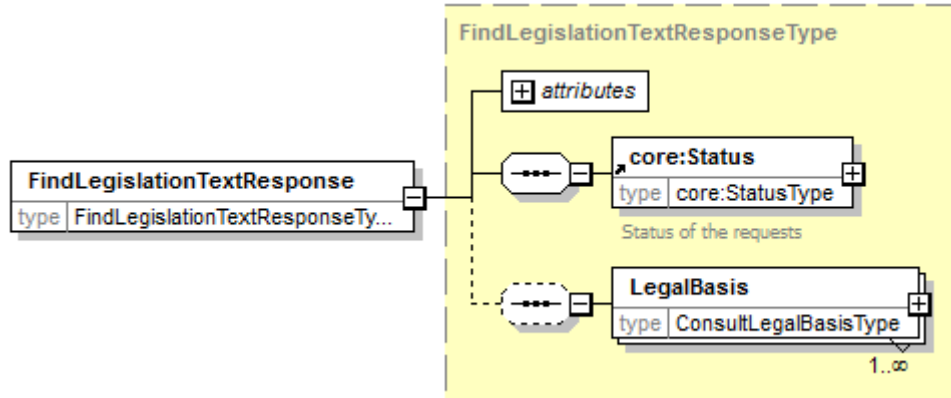 FindLegislationTextResponseType
attributes
core:Status
type core:StatusType
Status of the requests
FindLegislationTextResponse
type FindLegislationTextResponseTy...
LegalBasis
type ConsultLegalBasisType
1..∞